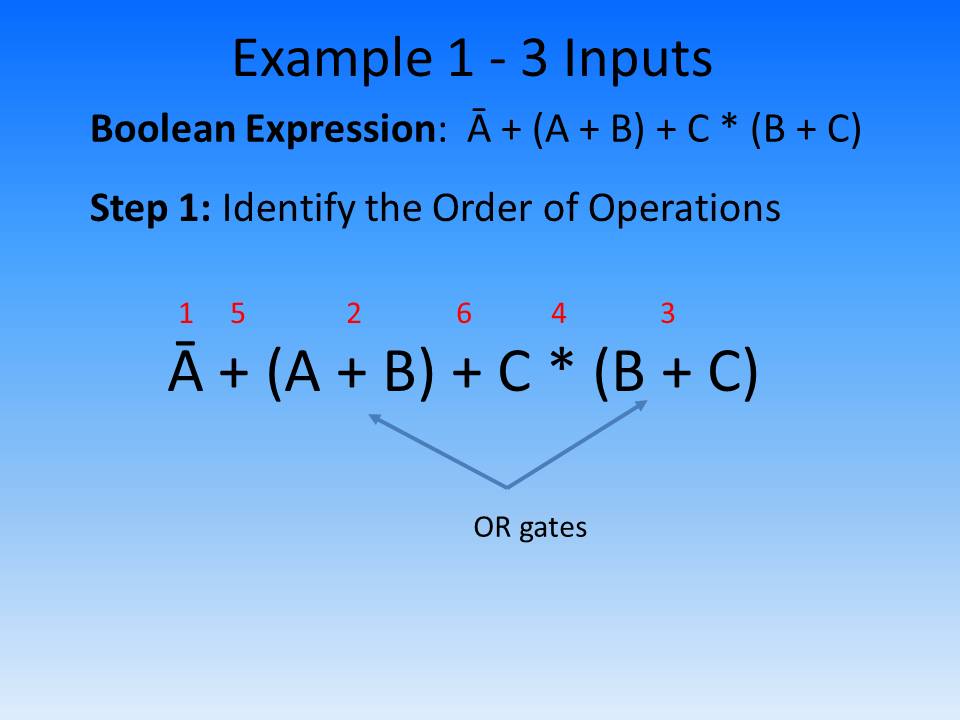 Example 1 - 3 Inputs
Boolean Expression: Ā + (A + B) + C * (B + C)
Step 1: Identify the Order of Operations
1 5 2 6 4 3
Ā + (A + B) + C * (B + C)
OR gates